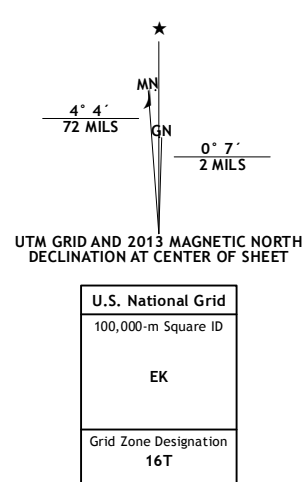 ★
MN
4° 4´
72 MILS
GN
0° 7´
2 MILS
UTM GRID AND 2013 MAGNETIC NORTH
DECLINATION AT CENTER OF SHEET
U.S. National Grid
100,000-m Square ID
EK
Grid Zone Designation
16T